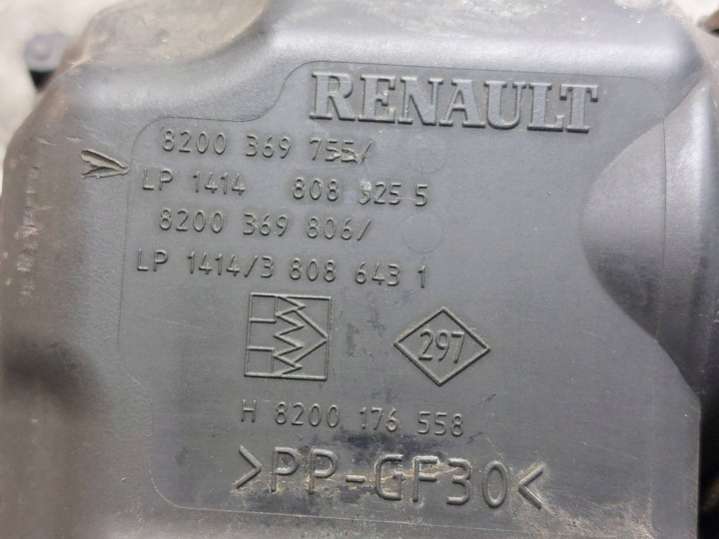 RENAULT
8200 369 755/
LP 1414 808 925 5
8200 369 806/
LP 1414/3 808 643 1
297
H 8200 176 558
>PP-GF30<